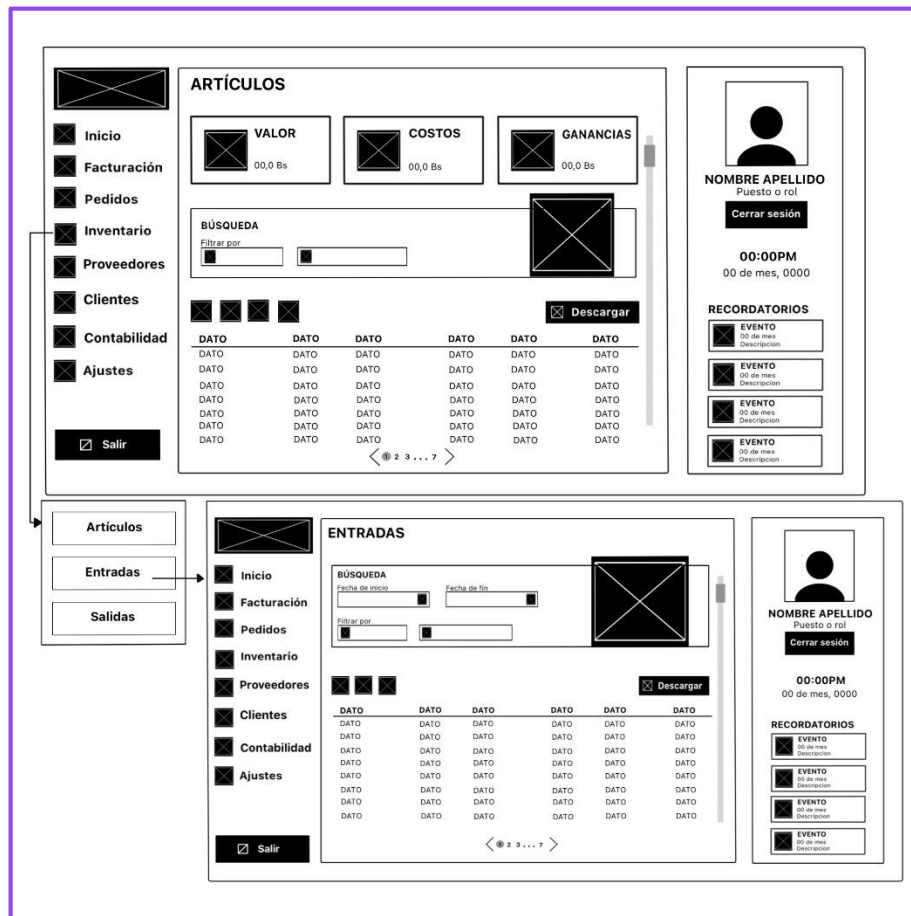 ARTÍCULOS
Inicio
Facturación
Pedidos
Inventario
Proveedores
Clientes
Contabilidad
Ajustes
Salir
VALOR
00,0 Bs
COSTOS
00,0 Bs
GANANCIAS
00,0 Bs
BÚSQUEDA
Filtrar por
Descargar
DATO DATO DATO DATO DATO DATO
DATO DATO DATO DATO DATO DATO
DATO DATO DATO DATO DATO DATO
DATO DATO DATO DATO DATO DATO
DATO DATO DATO DATO DATO DATO
DATO DATO DATO DATO DATO DATO
DATO DATO DATO DATO DATO DATO
DATO DATO DATO DATO DATO DATO
1 2 3 . . . 7
NOMBRE APELLIDO
Puesto o rol
Cerrar sesión
00:00PM
00 de mes, 0000
RECORDATORIOS
EVENTO
00 de mes
Descripcion
EVENTO
00 de mes
Descripcion
EVENTO
00 de mes
Descripcion
EVENTO
00 de mes
Descripcion
Artículos
Entradas
Salidas
ENTRADAS
Inicio
Facturación
Pedidos
Inventario
Proveedores
Clientes
Contabilidad
Ajustes
Salir
BÚSQUEDA
Fecha de inicio Fecha de fin
Filtrar por
Descargar
DATO DATO DATO DATO DATO DATO
DATO DATO DATO DATO DATO DATO
DATO DATO DATO DATO DATO DATO
DATO DATO DATO DATO DATO DATO
DATO DATO DATO DATO DATO DATO
DATO DATO DATO DATO DATO DATO
DATO DATO DATO DATO DATO DATO
DATO DATO DATO DATO DATO DATO
DATO DATO DATO DATO DATO DATO
1 2 3 . . . 7
NOMBRE APELLIDO
Puesto o rol
Cerrar sesión
00:00PM
00 de mes, 0000
RECORDATORIOS
EVENTO
00 de mes
Descripcion
EVENTO
00 de mes
Descripcion
EVENTO
00 de mes
Descripcion
EVENTO
00 de mes
Descripcion